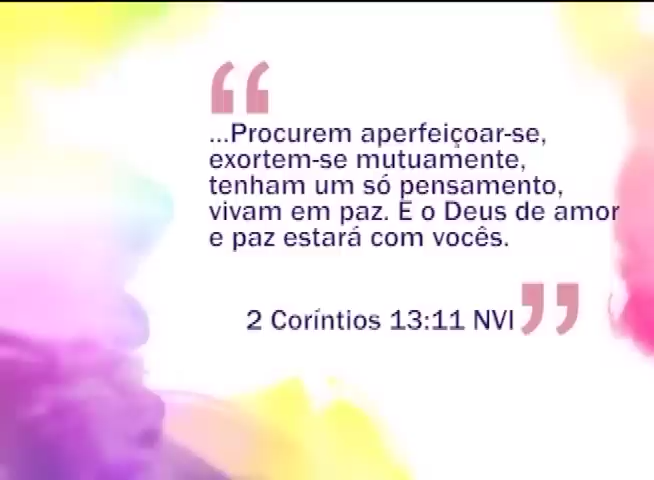 “
...Procurem aperfeiçoar-se,
exortem-se mutuamente,
tenham um só pensamento,
vivam em paz. E o Deus de amor
e paz estará com vocês.
2 Coríntios 13:11 NVI ”